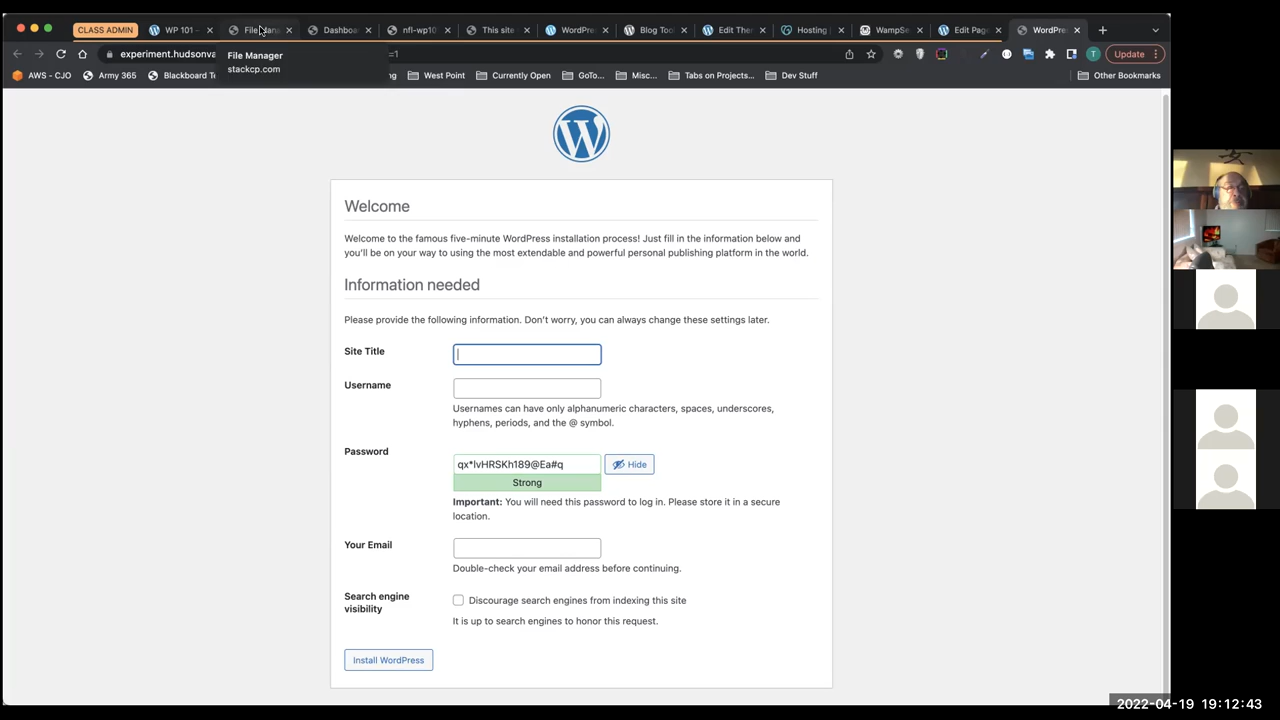 CLASS ADMIN
WP 101 -
File Mana
Dashboa
nfl-wp10
This site
WordPre
Blog Too
Edit The
Hosting
WampSe
Edit Page
WordPre
experiment.hudsonva
=1
Update
File Manager
stackcp.com
AWS - CJO
Army 365
Blackboard T
West Point
Currently Open
GoTo...
Misc...
Tabs on Projects...
Dev Stuff
Other Bookmarks
Welcome
Welcome to the famous five-minute WordPress installation process! Just fill in the information below and
you'll be on your way to using the most extendable and powerful personal publishing platform in the world.
Information needed
Please provide the following information. Don't worry, you can always change these settings later.
Site Title
Username
Usernames can have only alphanumeric characters, spaces, underscores,
hyphens, periods, and the @ symbol.
Password
qx*lvHRSKh189@Ea#q
Hide
Strong
Important: You will need this password to log in. Please store it in a secure
location.
Your Email
Double-check your email address before continuing.
Search engine
visibility
Discourage search engines from indexing this site
It is up to search engines to honor this request.
Install WordPress
2022-04-19 19:12:43